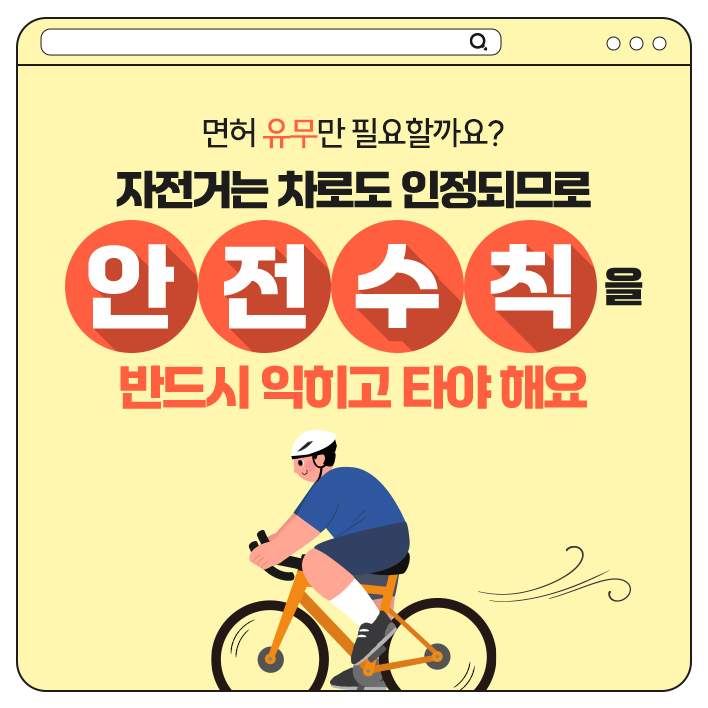 면허 유무만 필요할까요?
자전거는 차로도 인정되므로
안전수칙을
반드시 익히고 타야 해요